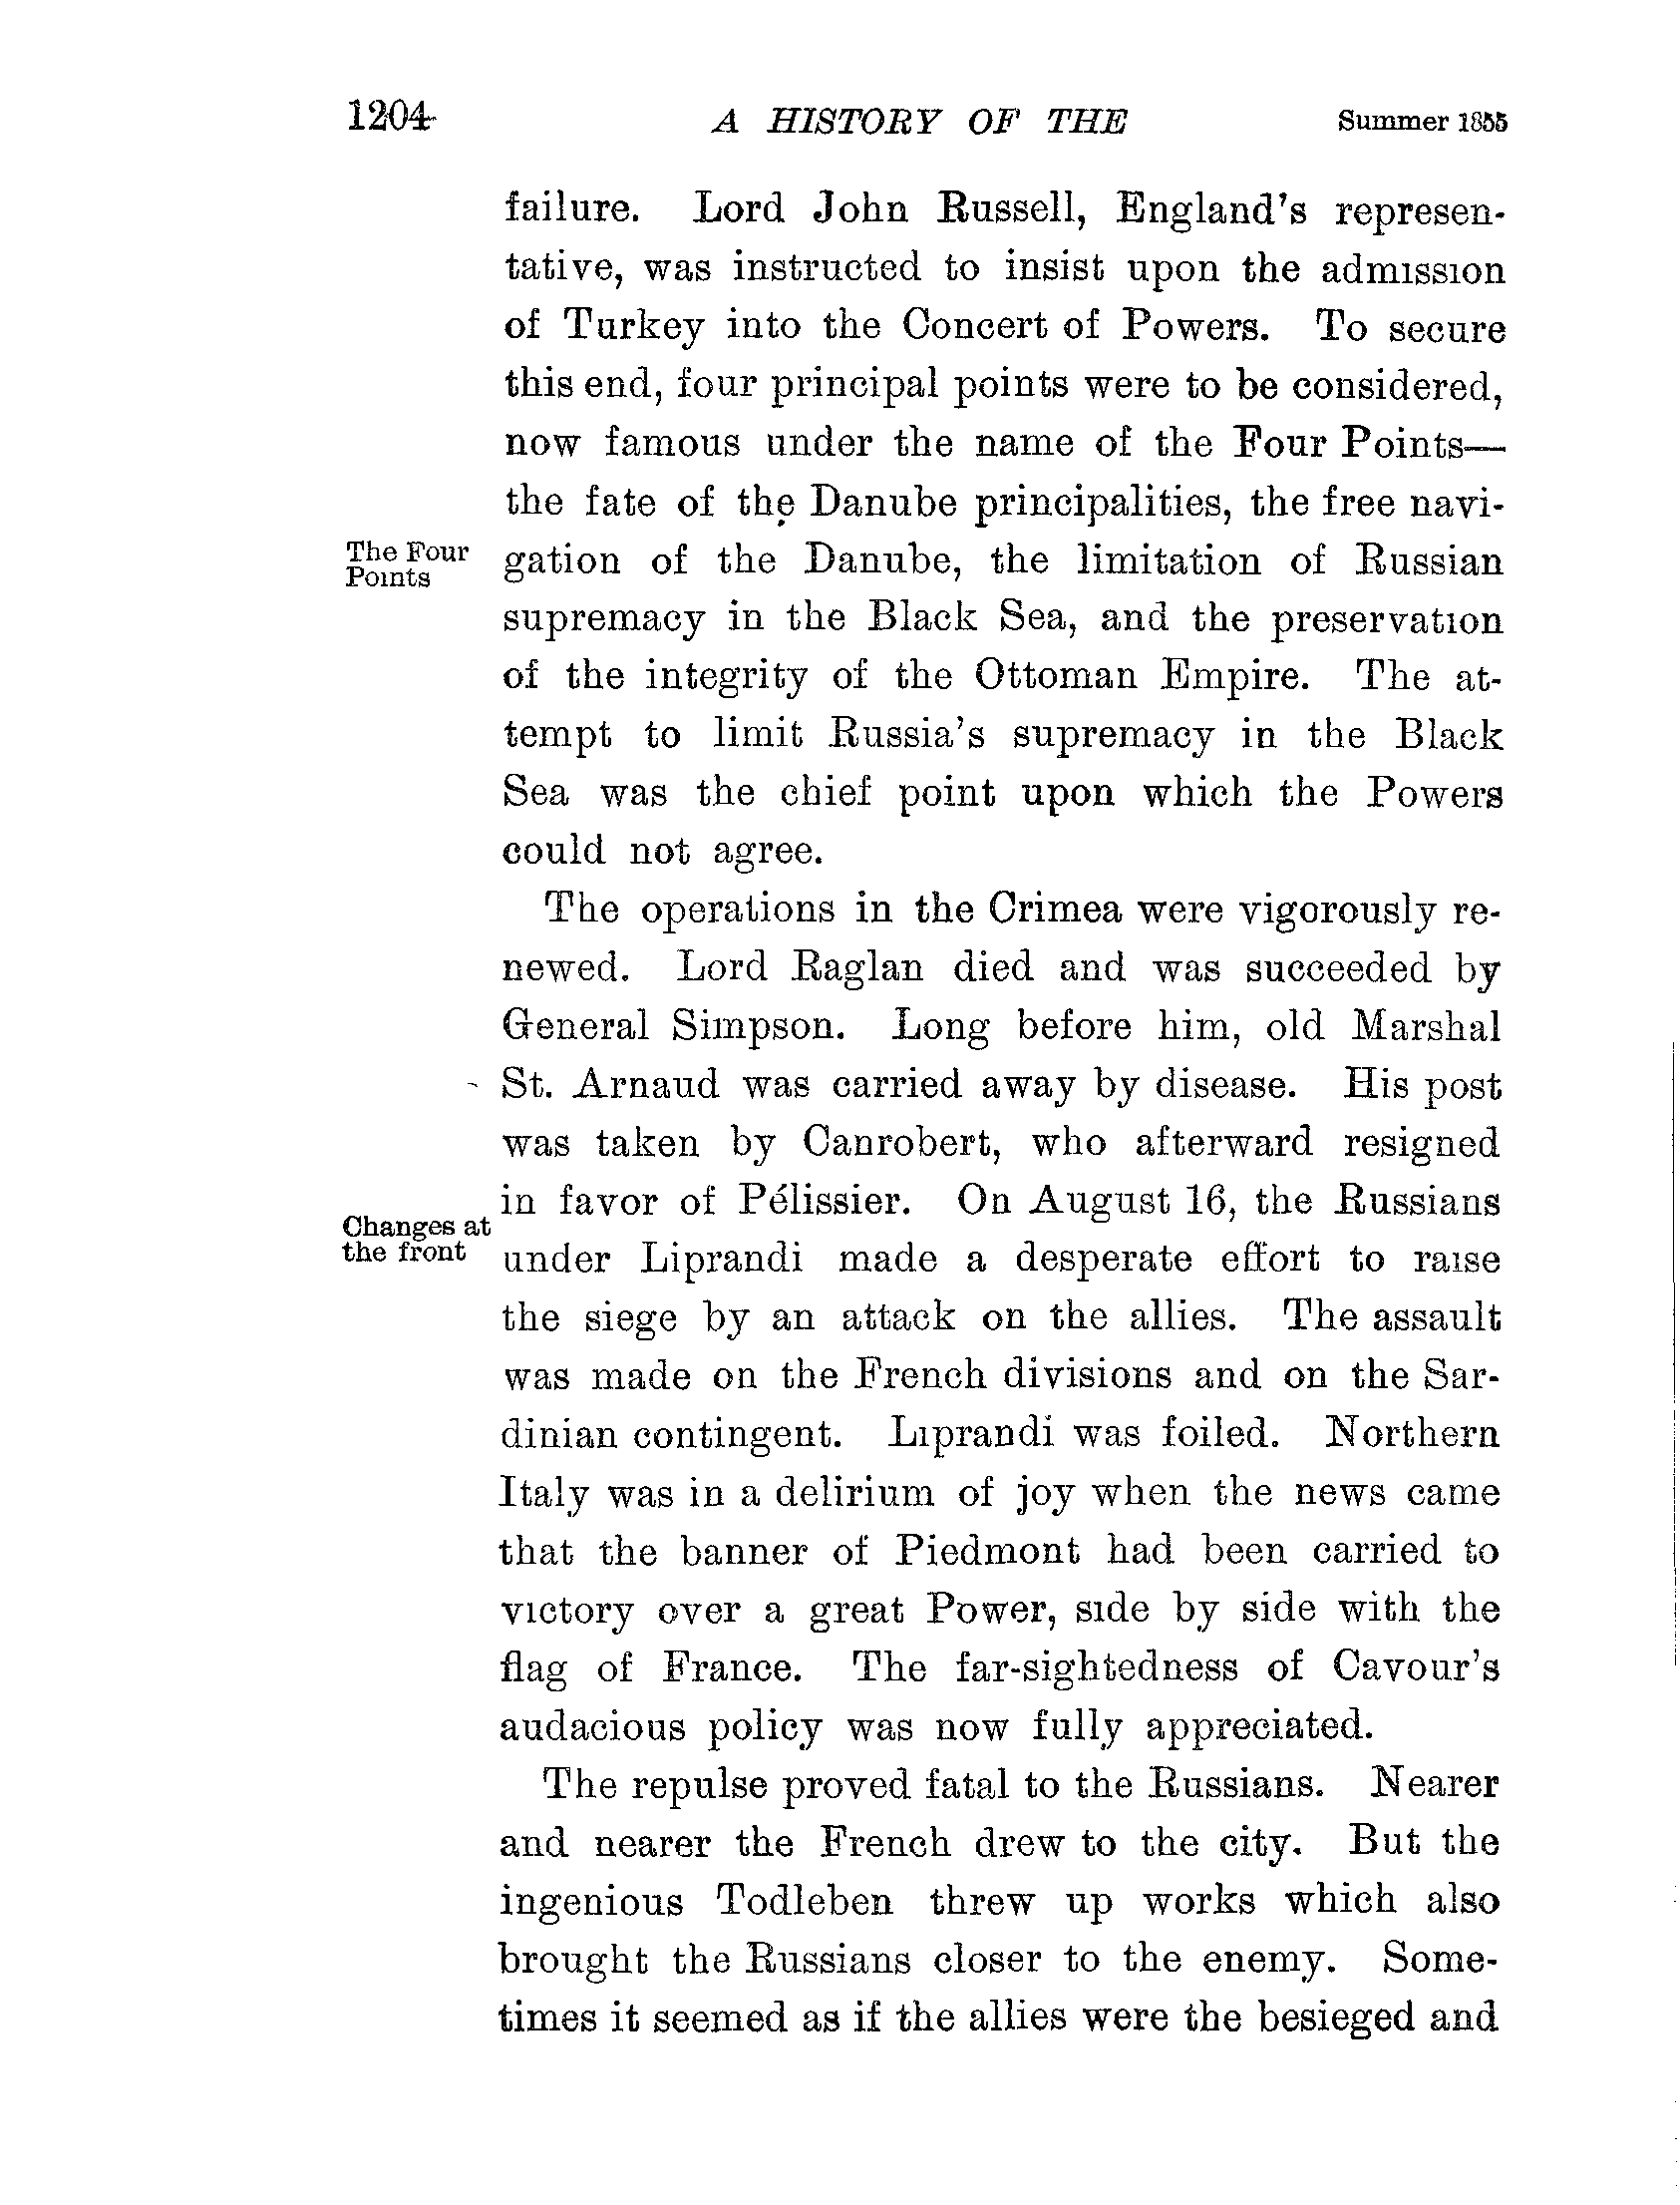 1204 A HISTORY OF THE Summer 1855
failure. Lord John Russell, England's represen-
tative, was instructed to insist upon the admission
of Turkey into the Concert of Powers. To secure
this end, four principal points were to be considered,
now famous under the name of the Four Points—
the fate of the Danube principalities, the free navi-
The Four
Points
gation of the Danube, the limitation of Russian
supremacy in the Black Sea, and the preservation
of the integrity of the Ottoman Empire. The at-
tempt to limit Russia's supremacy in the Black
Sea was the chief point upon which the Powers
could not agree.
The operations in the Crimea were vigorously re-
newed. Lord Raglan died and was succeeded by
General Simpson. Long before him, old Marshal
St. Arnaud was carried away by disease. His post
was taken by Canrobert, who afterward resigned
in favor of Pélissier. On August 16, the Russians
Changes at
the front
under Liprandi made a desperate effort to raise
the siege by an attack on the allies. The assault
was made on the French divisions and on the Sar-
dinian contingent. Liprandi was foiled. Northern
Italy was in a delirium of joy when the news came
that the banner of Piedmont had been carried to
victory over a great Power, side by side with the
flag of France. The far-sightedness of Cavour's
audacious policy was now fully appreciated.
The repulse proved fatal to the Russians. Nearer
and nearer the French drew to the city. But the
ingenious Todleben threw up works which also
brought the Russians closer to the enemy. Some-
times it seemed as if the allies were the besieged and